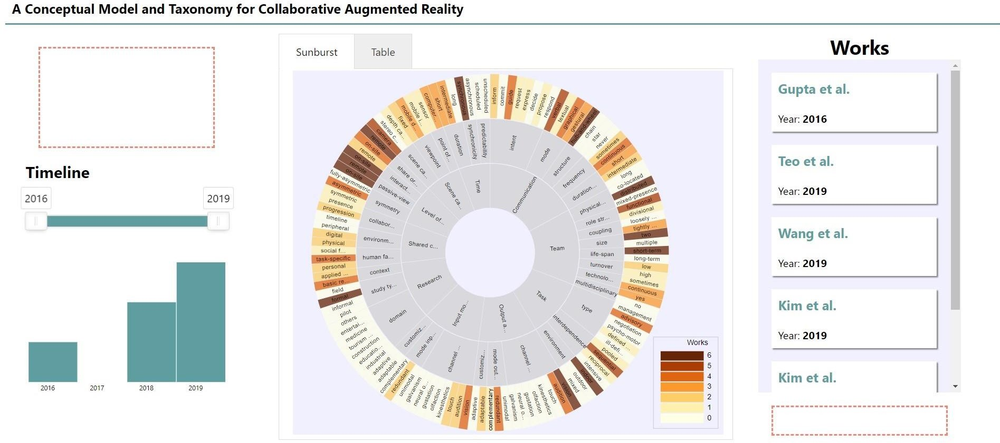 A Conceptual Model and Taxonomy for Collaborative Augmented Reality
Timeline
2016
2019
2016
2017
2018
2019
Sunburst
Table
Communication
Team
Task
Output a...
Input mo...
Research
Shared c...
Level of...
Scene ca...
Time
intent
mode
structure
frequency
duration...
physical...
role str...
coupling
size
life-span
turnover
technolo...
multidisciplinary
type
interdependence
environment
channel ...
mode out...
customiz...
channel ...
mode inp...
customiz...
domain
study ty...
context
human fa...
environm...
collabor...
symmetry
passive-view
interact...
share or...
scene ca...
viewpoint
point of...
duration
synchronicity
predictability
inform
commit
guide
request
express
decide
propose
respond
verbal
textual
graphical
gestural
hub-and-wheel
chain
star
never
sometimes
continuous
short
intermediate
long
co-located
distributed
mixed-presence
functional
divisional
loosely ...
tightly ...
two
multiple
short-term
long-term
low
high
sometimes
continuous
yes
no
management
advisory
negotiation
psycho-motor
defined ...
ill-defi...
pooled
sequential
reciprocal
intensive
indoor
outdoor
mixed
vision
audition
touch
kinesthetics
olfaction
gustation
neural o...
galvanism
unimodal
redundant
complementary
adaptable
adaptive
vision
audition
touch
kinesthetics
olfaction
gustation
neural o...
galvanism
unimodal
redundant
complementary
adaptable
adaptive
industrial
educatio...
construction
tourism ...
medicine
entertai...
others
pilot
informal
formal
field
basic re...
applied ...
personal
task-specific
social f...
physical
digital
peripheral
timeline
progression
presence
symmetric
asymmetric
fully-asymmetric
on-site
remote
on-site
remote
on-site
remote
camera
stereo c...
depth ca...
fixed
mobile d...
mobile i...
sensor
computer...
short
intermediate
long
synchronous
asynchronous
scheduled
unscheduled
Works
6
5
4
3
2
1
0
Works
Gupta et al.
Year: 2016
Teo et al.
Year: 2019
Wang et al.
Year: 2019
Kim et al.
Year: 2019
Kim et al.